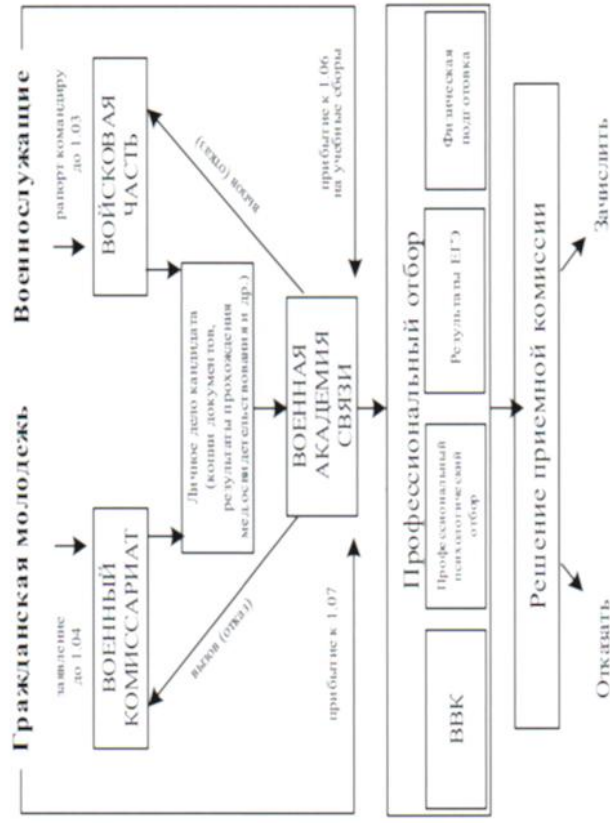 Гражданская молодежь
Военнослужащие
заявление
до 1.04
рапорт командиру
до 1.03
ВОЕННЫЙ
КОМИССАРИАТ
ВОЙСКОВАЯ
ЧАСТЬ
Личное дело кандидата
(копии документов,
результаты прохождения
медосвидетельствования и др.)
вызов (отказ)
вызов (отказ)
ВОЕННАЯ
АКАДЕМИЯ
СВЯЗИ
прибытие к 1.07
прибытие к 1.06
на учебные сборы
Профессиональный отбор
ВВК
Профессиональный
психологический
отбор
Результаты ЕГЭ
Физическая
подготовка
Решение приемной комиссии
Отказать
Зачислить